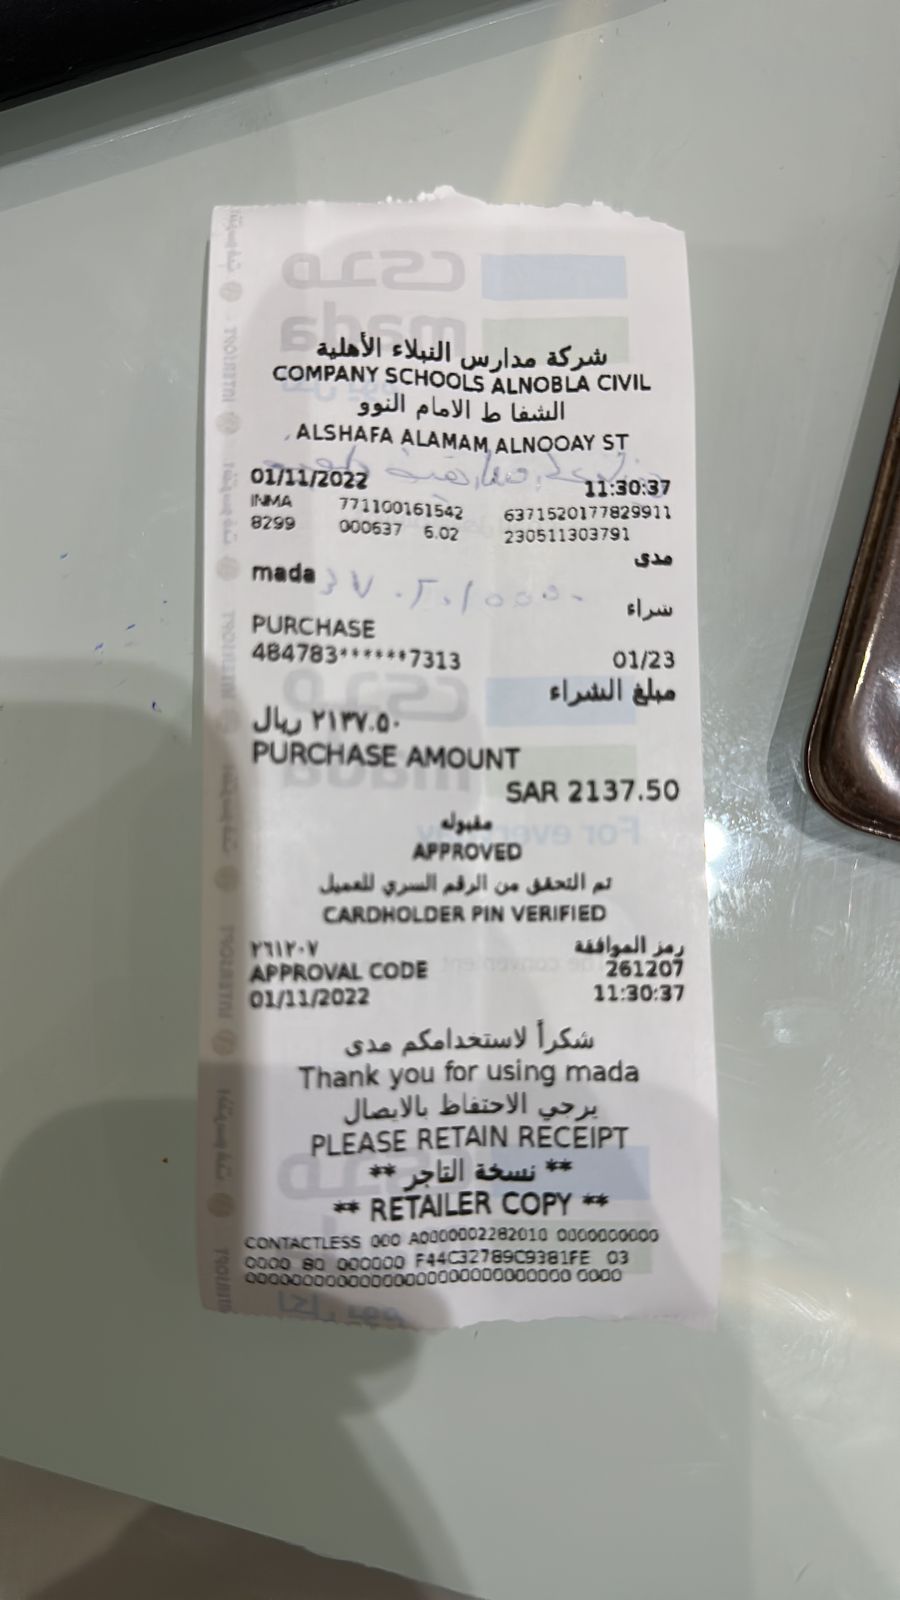 شركة مدارس النبلاء الأهلية
COMPANY SCHOOLS ALNOBLA CIVIL
الشفا ط الامام النوو
ALSHAFA ALAMAM ALNOOAY ST
01/11/2022 11:30:37
INMA 771100161542 6371520177829911
8299 000637 6.02 230511303791
مدى
mada
شراء
PURCHASE
484783******7313 01/23
مبلغ الشراء
٢١٣٧.٥٠ ريال
PURCHASE AMOUNT
SAR 2137.50
مقبوله
APPROVED
تم التحقق من الرقم السري للعميل
CARDHOLDER PIN VERIFIED
رمز الموافقة ٢٦١٢٠٧
APPROVAL CODE 261207
01/11/2022 11:30:37
شكراً لاستخدامكم مدى
Thank you for using mada
يرجي الاحتفاظ بالايصال
PLEASE RETAIN RECEIPT
** نسخة التاجر **
** RETAILER COPY **
CONTACTLESS 000 A0000002282010 0000000000
0000 80 000000 F44C32789C9381FE 03